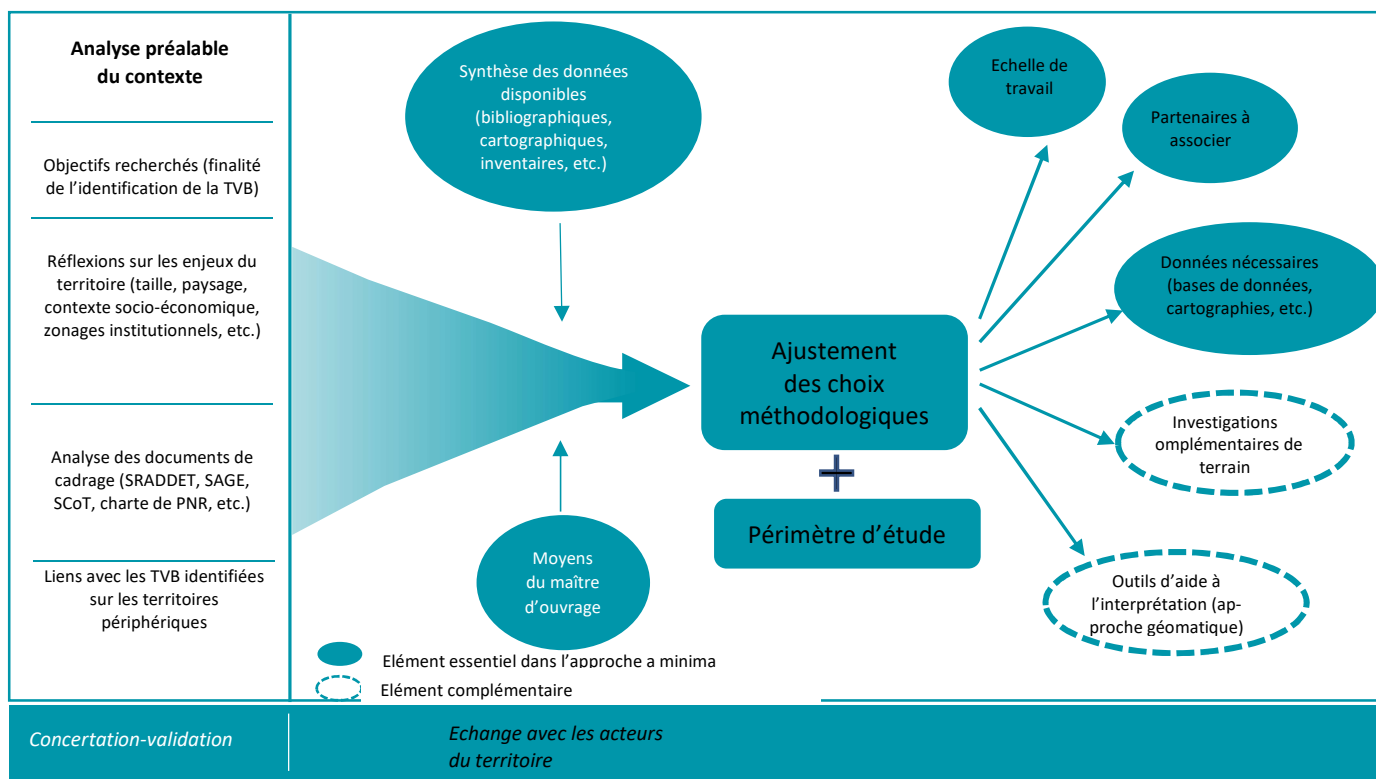 Analyse préalable
du contexte
Objectifs recherchés (finalité
de l'identification de la TVB)
Réflexions sur les enjeux du
territoire (taille, paysage,
contexte socio-économique,
zonages institutionnels, etc.)
Analyse des documents de
cadrage (SRADDET, SAGE,
SCoT, charte de PNR, etc.)
Liens avec les TVB identifiées
sur les territoires
périphériques
Synthèse des données
disponibles
(bibliographiques,
cartographiques,
inventaires, etc.)
Moyens
du maître
d'ouvrage
Ajustement
des choix
méthodologiques
+
Périmètre d'étude
Echelle de
travail
Partenaires à
associer
Données nécessaires
(bases de données,
cartographies, etc.)
Investigations
omplémentaires de
terrain
Outils d'aide à
l'interprétation (ap-
proche géomatique)
Elément essentiel dans l'approche a minima
Elément complémentaire
Concertation-validation
Echange avec les acteurs
du territoire